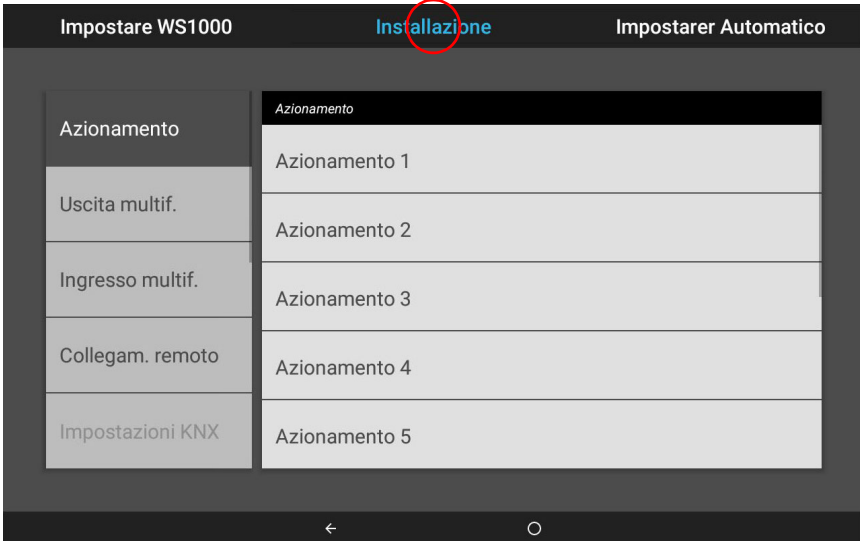 Impostare WS1000 Installazione Impostarer Automatico
Azionamento
Uscita multif.
Ingresso multif.
Collegam. remoto
Impostazioni KNX
Azionamento
Azionamento 1
Azionamento 2
Azionamento 3
Azionamento 4
Azionamento 5